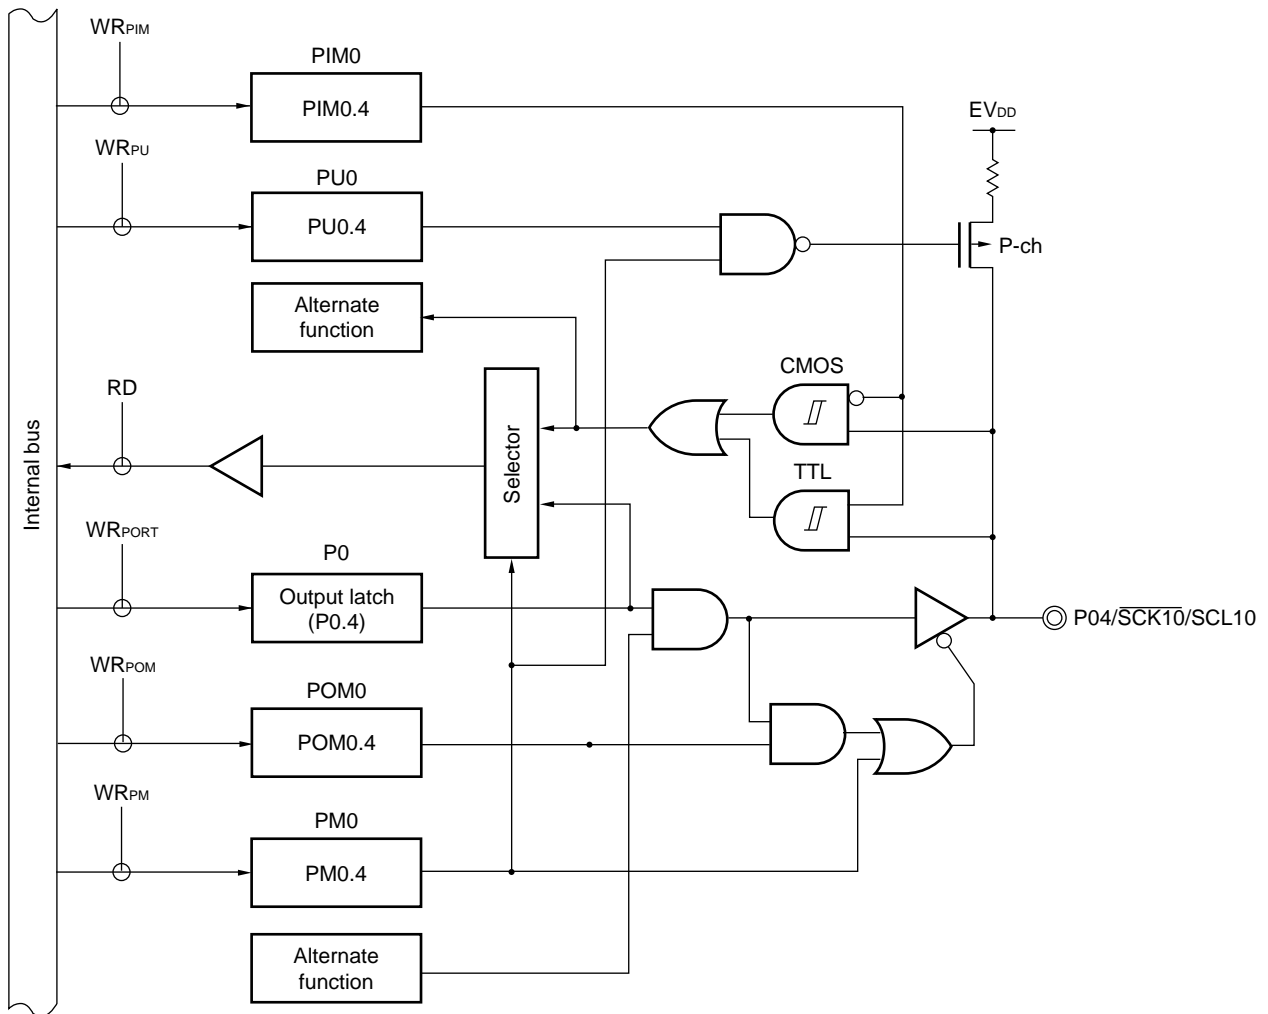 WRPIM
PIM0
PIM0.4
EVDD
WRPU
PU0
PU0.4
P-ch
Alternate
function
CMOS
RD
Selector
TTL
Internal bus
WRPORT
P0
Output latch
(P0.4)
P04/SCK10/SCL10
WRPOM
POM0
POM0.4
WRPM
PM0
PM0.4
Alternate
function